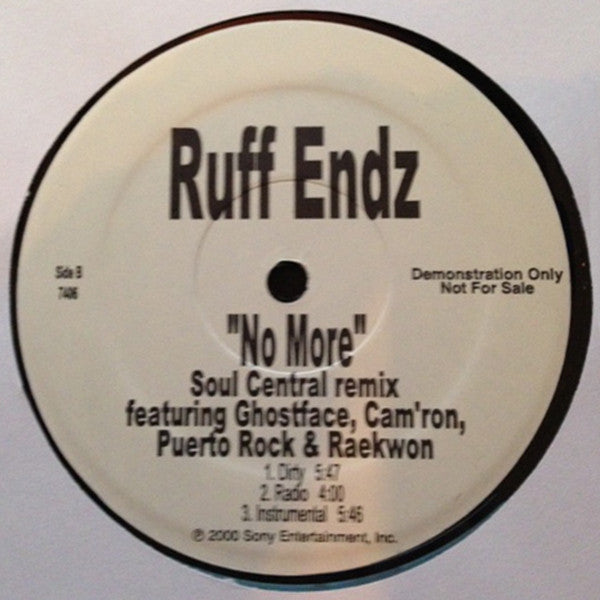 Ruff Endz
Side B
7406
Demonstration Only
Not For Sale
"No More"
Soul Central remix
featuring Ghostface, Cam'ron,
Puerto Rock & Raekwon
1. Dirty 5:47
2. Radio 4:00
3. Instrumental 5:46
℗ 2000 Sony Entertainment, Inc.